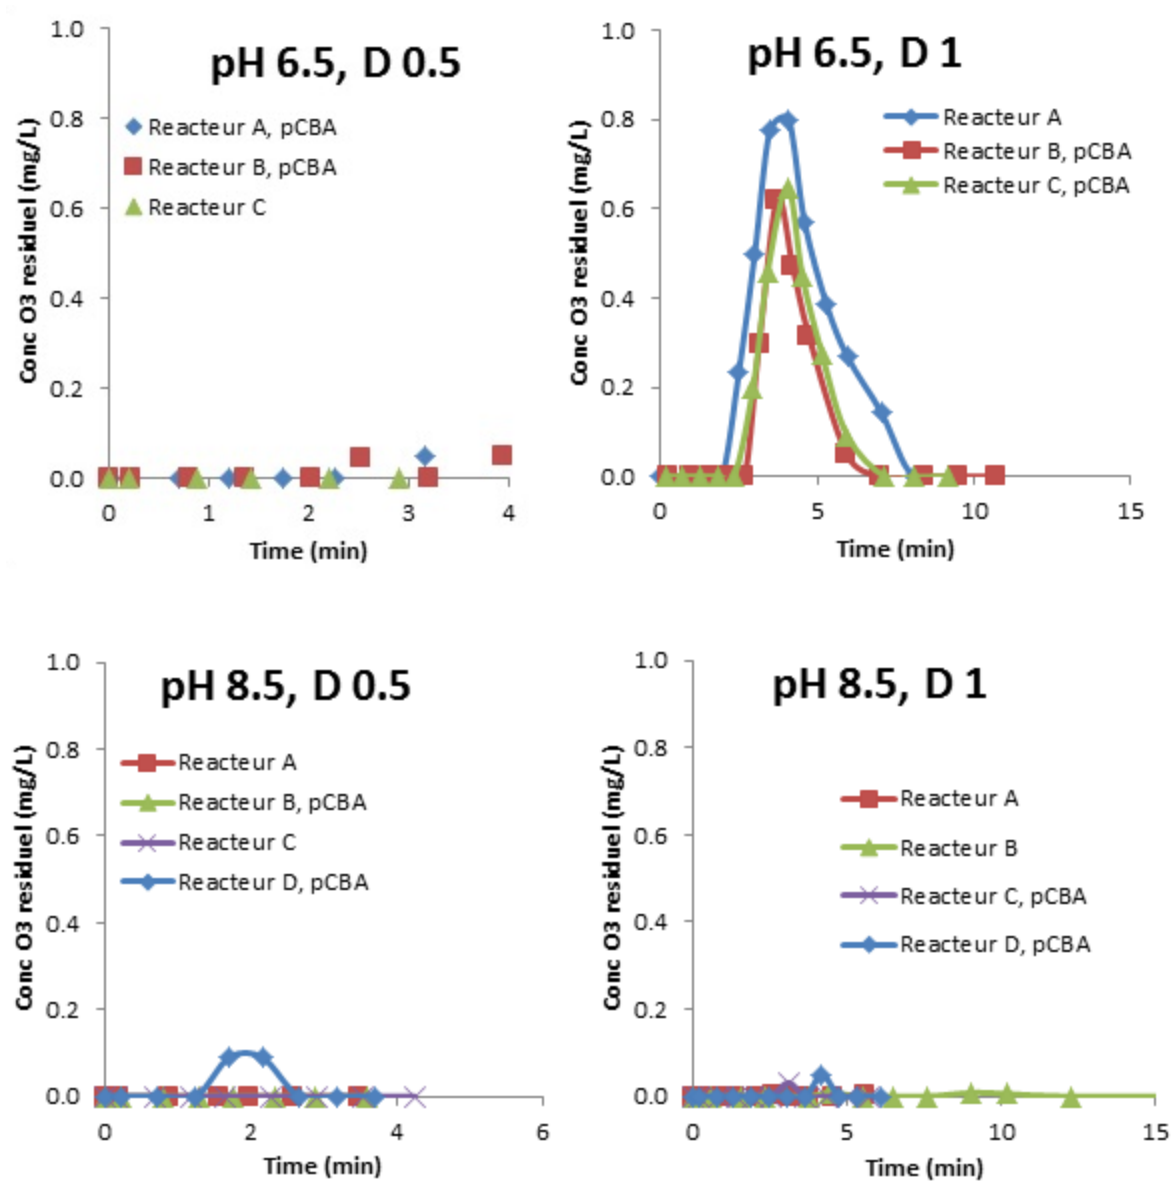 pH 6.5, D 0.5
Conc O3 residuel (mg/L)
1.0
0.8
0.6
0.4
0.2
0.0
Reacteur A, pCBA
Reacteur B, pCBA
Reacteur C
0 1 2 3 4
Time (min)
pH 6.5, D 1
Conc O3 residuel (mg/L)
1.0
0.8
0.6
0.4
0.2
0.0
Reacteur A
Reacteur B, pCBA
Reacteur C, pCBA
0 5 10 15
Time (min)
pH 8.5, D 0.5
Conc O3 residuel (mg/L)
1.0
0.8
0.6
0.4
0.2
0.0
Reacteur A
Reacteur B, pCBA
Reacteur C
Reacteur D, pCBA
0 2 4 6
Time (min)
pH 8.5, D 1
Conc O3 residuel (mg/L)
1.0
0.8
0.6
0.4
0.2
0.0
Reacteur A
Reacteur B
Reacteur C, pCBA
Reacteur D, pCBA
0 5 10 15
Time (min)